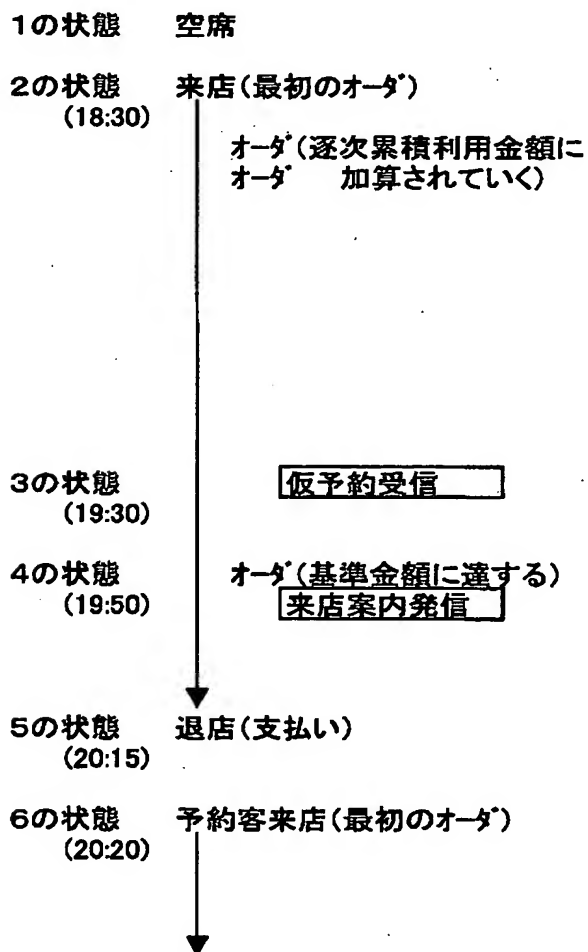 1の状態 空席
2の状態 来店(最初のオーダ)
(18:30)
オーダ(逐次累積利用金額に
オーダ 加算されていく)
3の状態 仮予約受信
(19:30)
4の状態 オーダ(基準金額に達する)
(19:50) 来店案内発信
5の状態 退店(支払い)
(20:15)
6の状態 予約客来店(最初のオーダ)
(20:20)